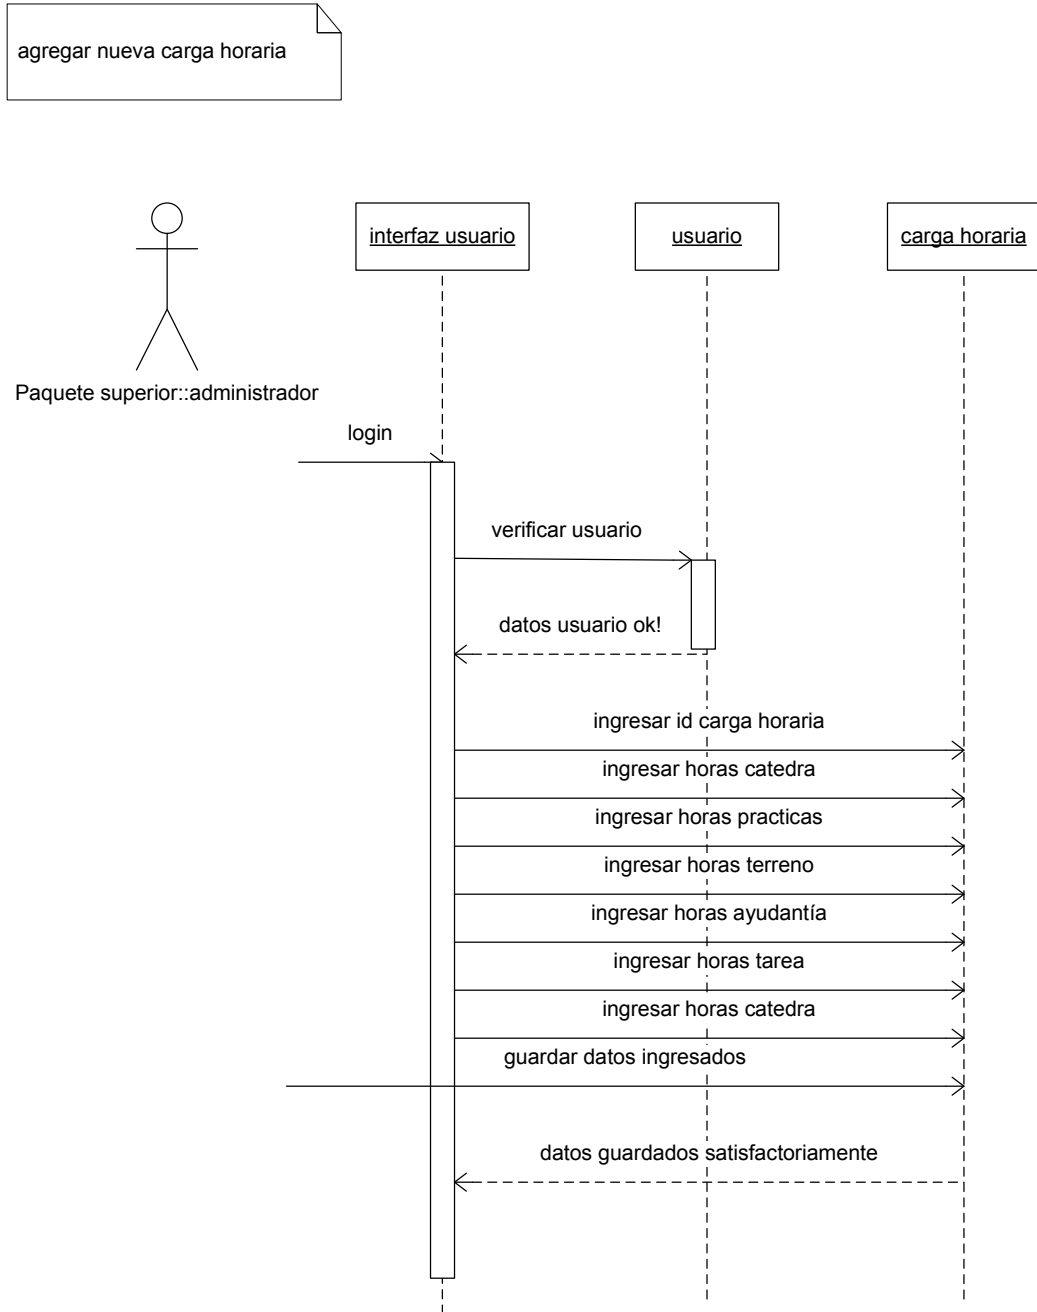 agregar nueva carga horaria
interfaz usuario
usuario
carga horaria
Paquete superior::administrador
login
verificar usuario
datos usuario ok!
ingresar id carga horaria
ingresar horas catedra
ingresar horas practicas
ingresar horas terreno
ingresar horas ayudantía
ingresar horas tarea
ingresar horas catedra
guardar datos ingresados
datos guardados satisfactoriamente